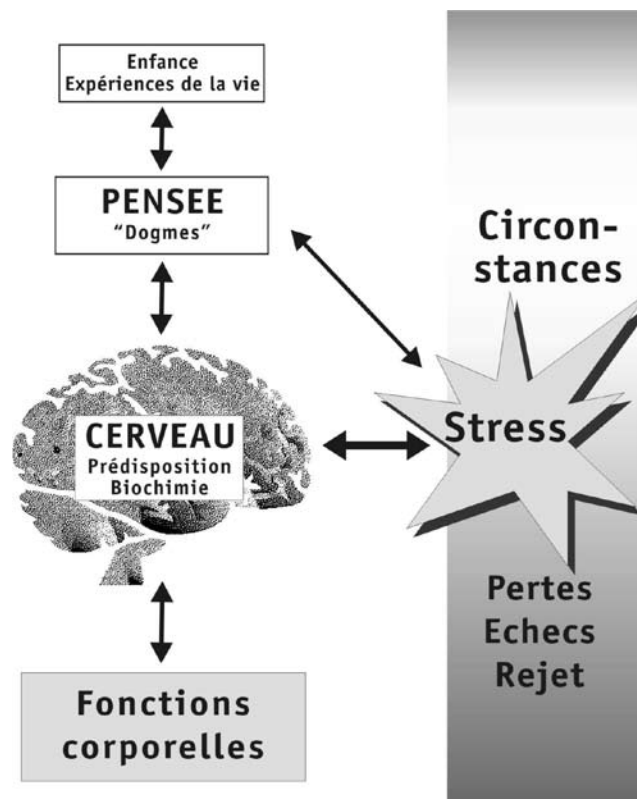 Enfance
Expériences de la vie
PENSEE
"Dogmes"
CERVEAU
Prédisposition
Biochimie
Fonctions
corporelles
Circon-
stances
Stress
Pertes
Echecs
Rejet